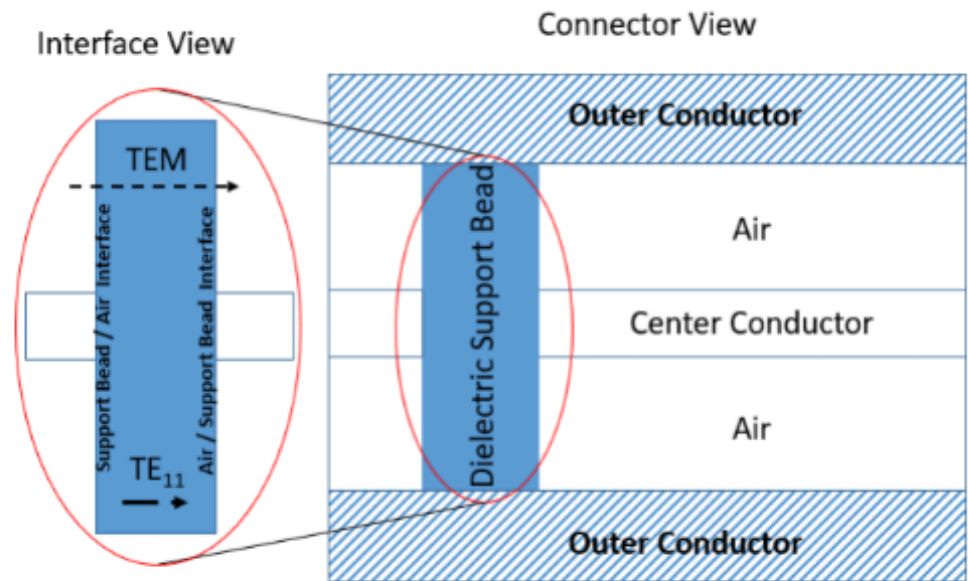 Interface View
TEM
Support Bead / Air Interface
Air / Support Bead Interface
TE₁₁
Connector View
Outer Conductor
Dielectric Support Bead
Air
Center Conductor
Air
Outer Conductor